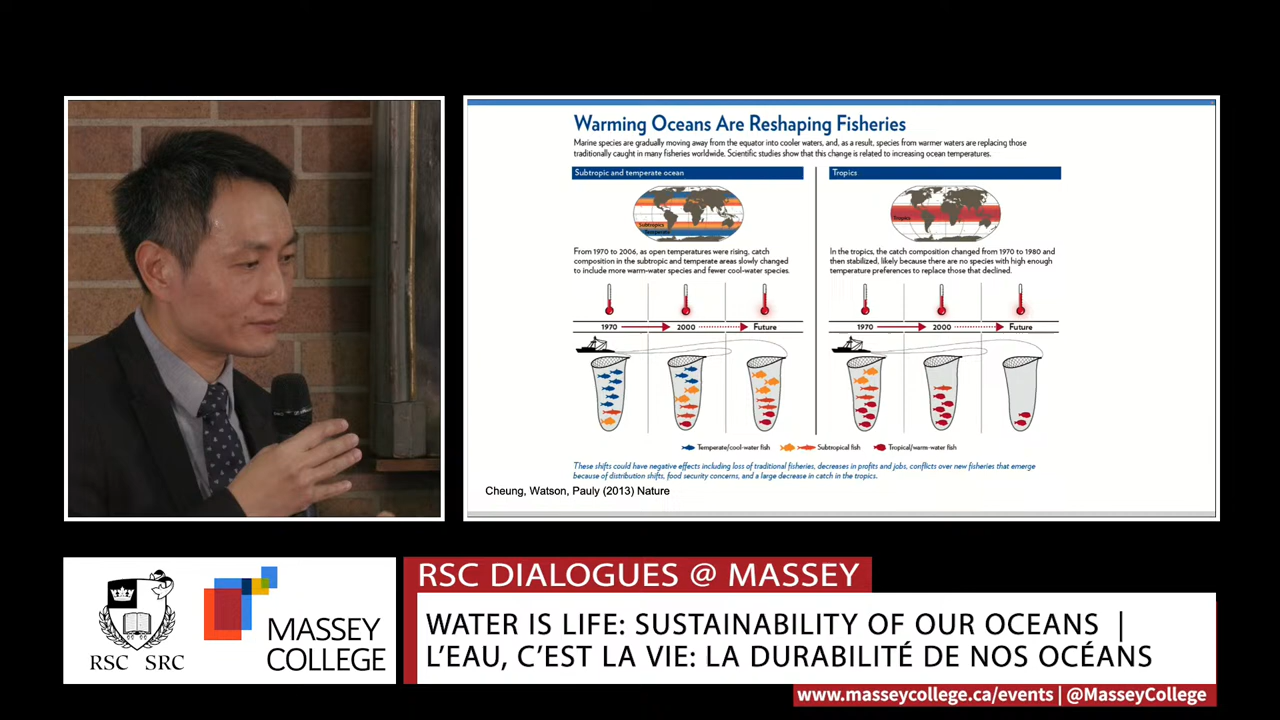 Warming Oceans Are Reshaping Fisheries
Marine species are gradually moving away from the equator into cooler waters, and, as a result, species from warmer waters are replacing those
traditionally caught in many fisheries worldwide. Scientific studies show that this change is related to increasing ocean temperatures.
Subtropic and temperate ocean
Subtropics
Temperate
From 1970 to 2006, as open temperatures were rising, catch
composition in the subtropic and temperate areas slowly changed
to include more warm-water species and fewer cool-water species.
1970
2000
Future
Temperate/cool-water fish
Subtropical fish
Tropical/warm-water fish
Tropics
Tropics
In the tropics, the catch composition changed from 1970 to 1980 and
then stabilized, likely because there are no species with high enough
temperature preferences to replace those that declined.
1970
2000
Future
These shifts could have negative effects including loss of traditional fisheries, decreases in profits and jobs, conflicts over new fisheries that emerge
because of distribution shifts, food security concerns, and a large decrease in catch in the tropics.
Cheung, Watson, Pauly (2013) Nature
RSC SRC
MASSEY
COLLEGE
RSC DIALOGUES @ MASSEY
WATER IS LIFE: SUSTAINABILITY OF OUR OCEANS |
L’EAU, C’EST LA VIE: LA DURABILITÉ DE NOS OCÉANS
www.masseycollege.ca/events | @MasseyCollege